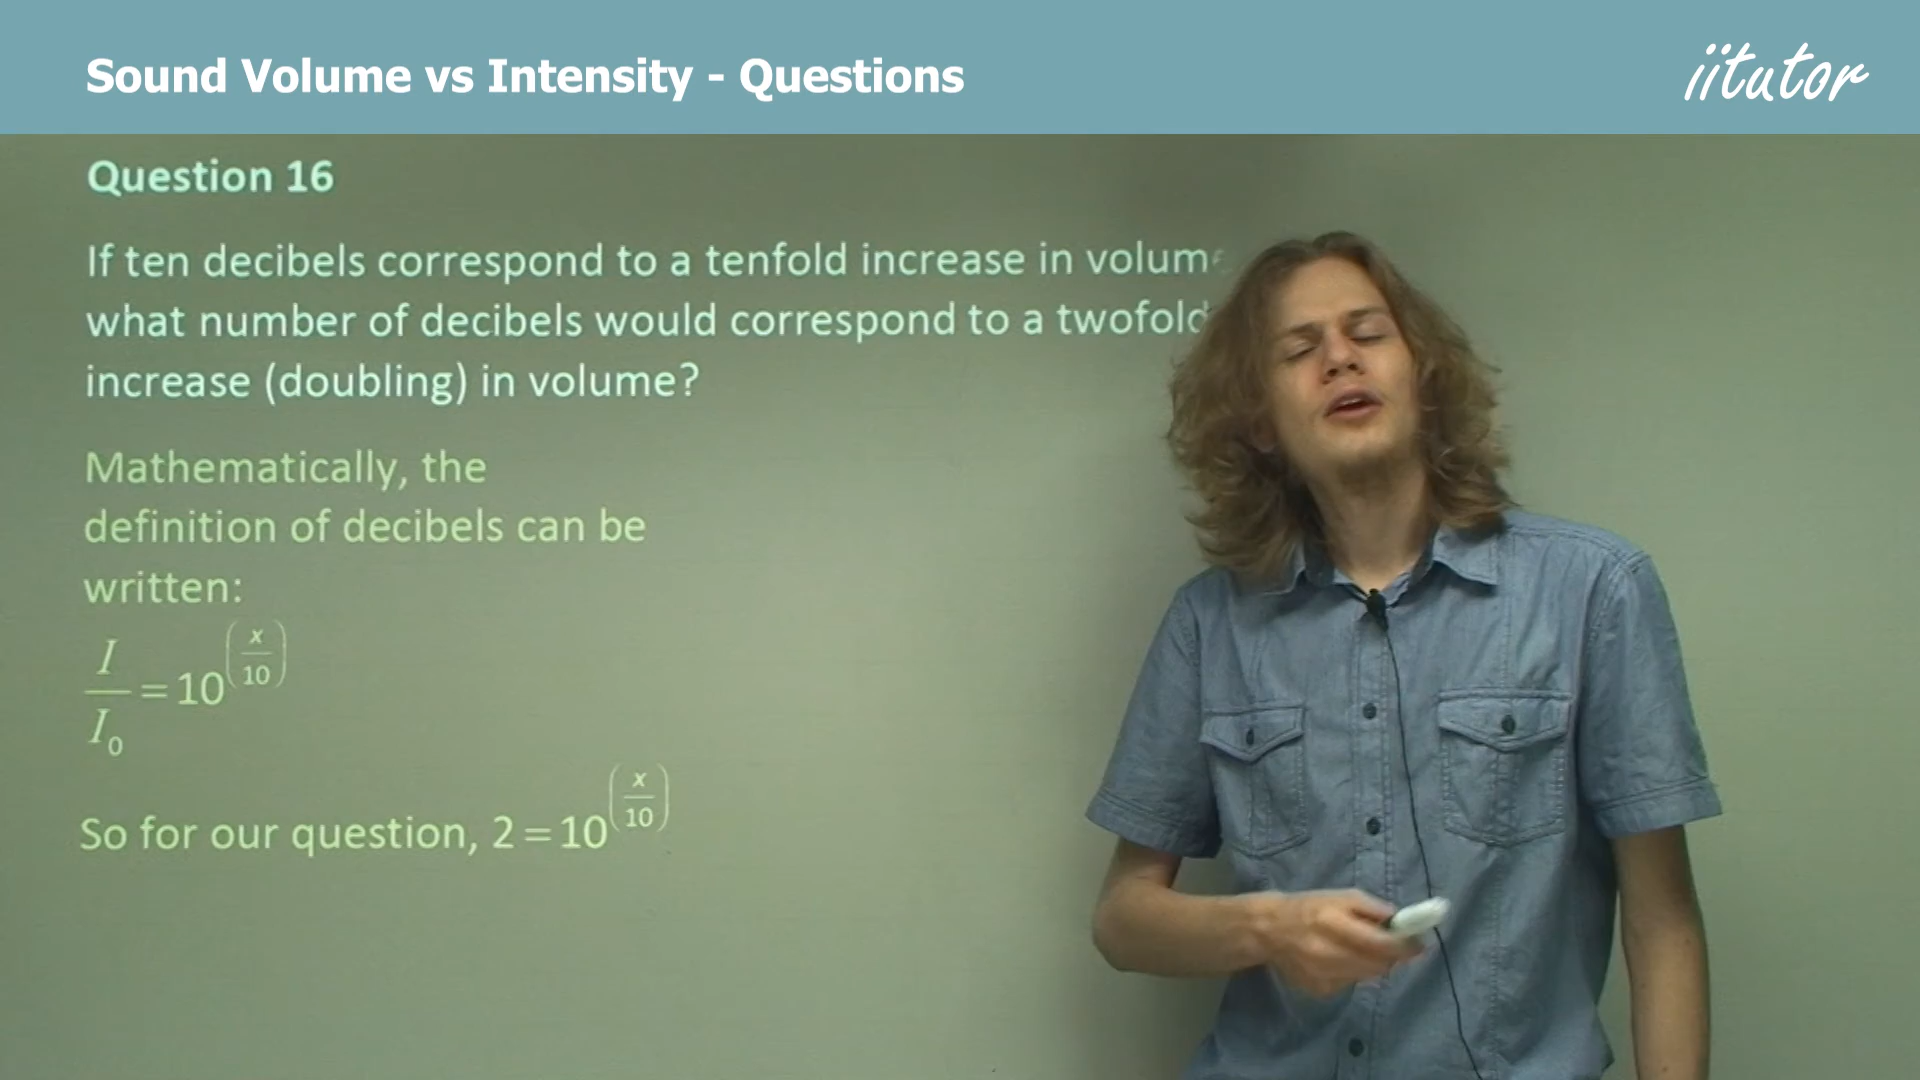 Sound Volume vs Intensity - Questions
iitutor
Question 16
If ten decibels correspond to a tenfold increase in volume
what number of decibels would correspond to a twofold
increase (doubling) in volume?
Mathematically, the
definition of decibels can be
written:
I/I₀ = 10^(x/10)
So for our question, 2 = 10^(x/10)